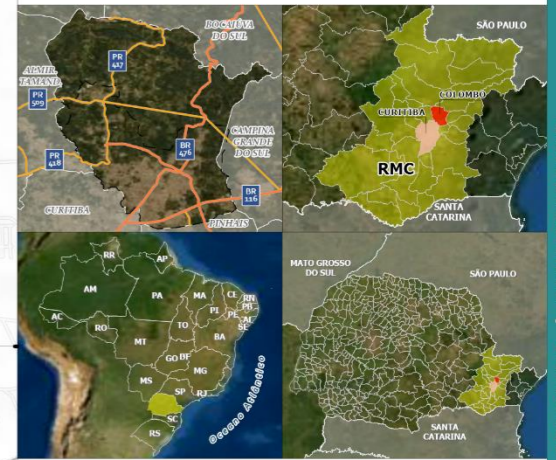 BOCAIÚVA
DO SUL
PR
417
ALMIR.
TAMANI
PR
509
CAMPINA
GRANDE
DO SUL
BR
476
PR
418
BR
116
CURITIBA
PINHAIS
SÃO PAULO
COLOMBO
CURITIBA
RMC
SANTA
CATARINA
RR
AP
AM
PA
MA
CE
RN
PB
PI
PE
AL
SE
AC
RO
TO
BA
MT
GO
DF
MG
MS
SP
RJ
SC
RS
Oceano Atlântico
MATO GROSSO
DO SUL
SÃO PAULO
SANTA
CATARINA